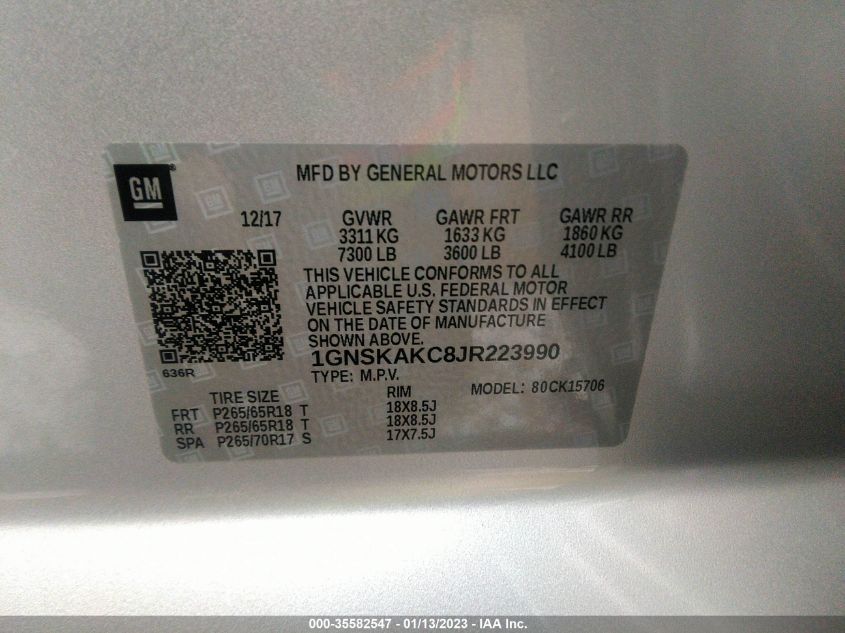 GM
MFD BY GENERAL MOTORS LLC
12/17 GVWR GAWR FRT GAWR RR
3311 KG 1633 KG 1860 KG
7300 LB 3600 LB 4100 LB
THIS VEHICLE CONFORMS TO ALL
APPLICABLE U.S. FEDERAL MOTOR
VEHICLE SAFETY STANDARDS IN EFFECT
ON THE DATE OF MANUFACTURE
SHOWN ABOVE.
1GNSKAKC8JR223990
636R
TYPE: M.P.V. MODEL: 80CK15706
TIRE SIZE RIM
FRT P265/65R18 T 18X8.5J
RR P265/65R18 T 18X8.5J
SPA P265/70R17 S 17X7.5J
000-35582547 - 01/13/2023 - IAA Inc.